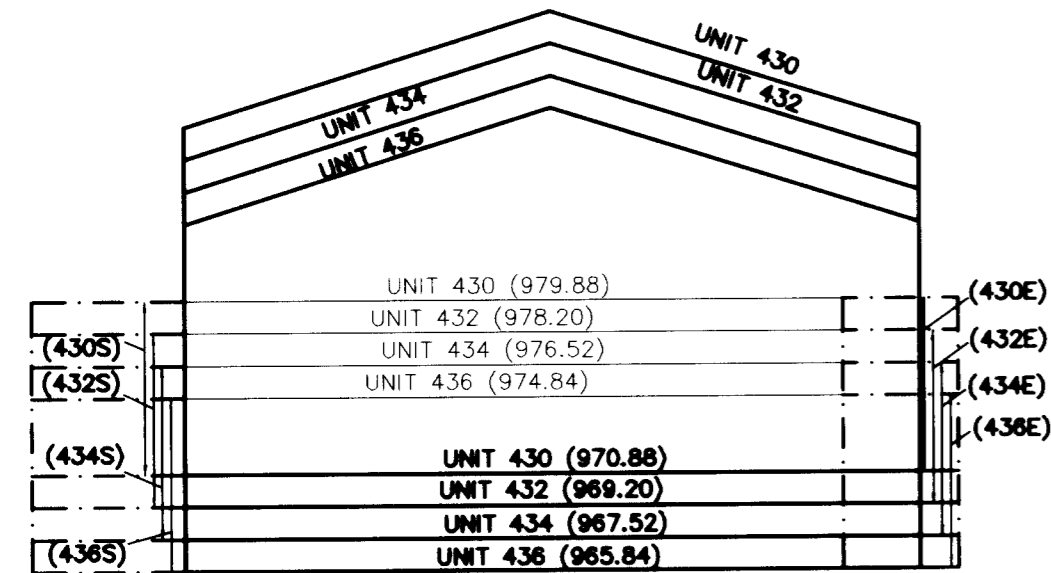 UNIT 430
UNIT 432
UNIT 434
UNIT 436
UNIT 430 (979.88)
(430E)
UNIT 432 (978.20)
(430S)
UNIT 434 (976.52)
(432E)
(432S)
UNIT 436 (974.84)
(434E)
(436E)
(434S)
UNIT 430 (970.88)
UNIT 432 (969.20)
UNIT 434 (967.52)
(436S)
UNIT 436 (965.84)